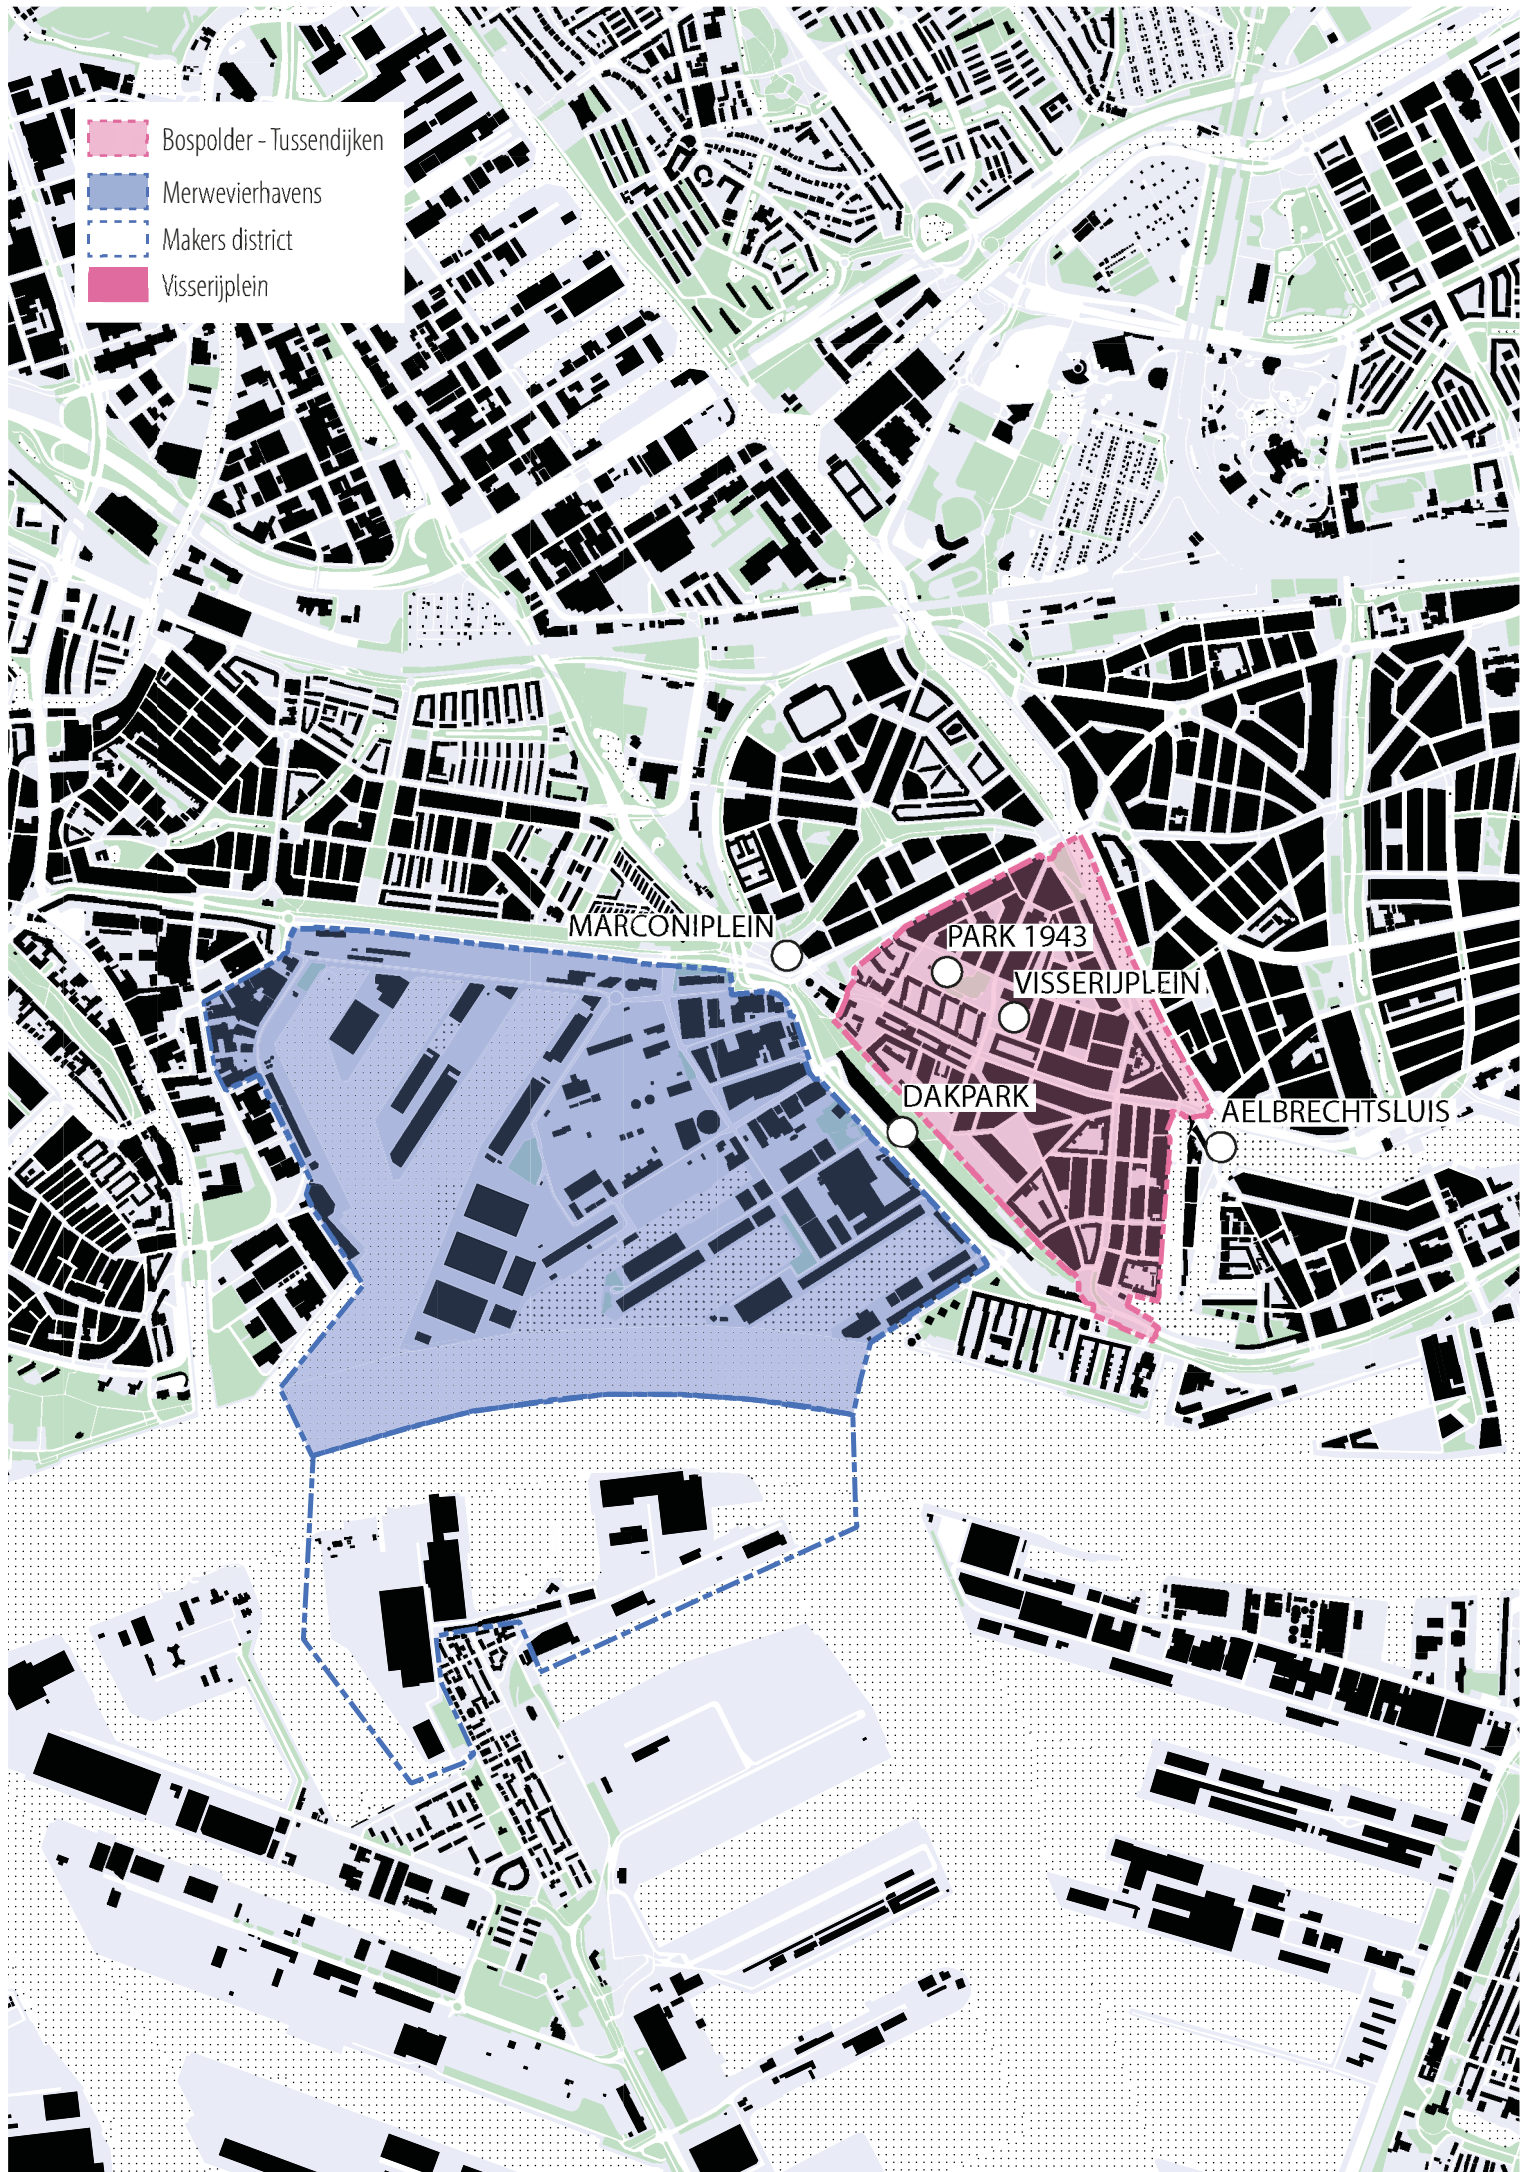 Bospolder - Tussendijken
Merwevierhavens
Makers district
Visserijplein
MARCONIPLEIN
PARK 1943
VISSERIJPLEIN
DAKPARK
AELBRECHTSLUIS